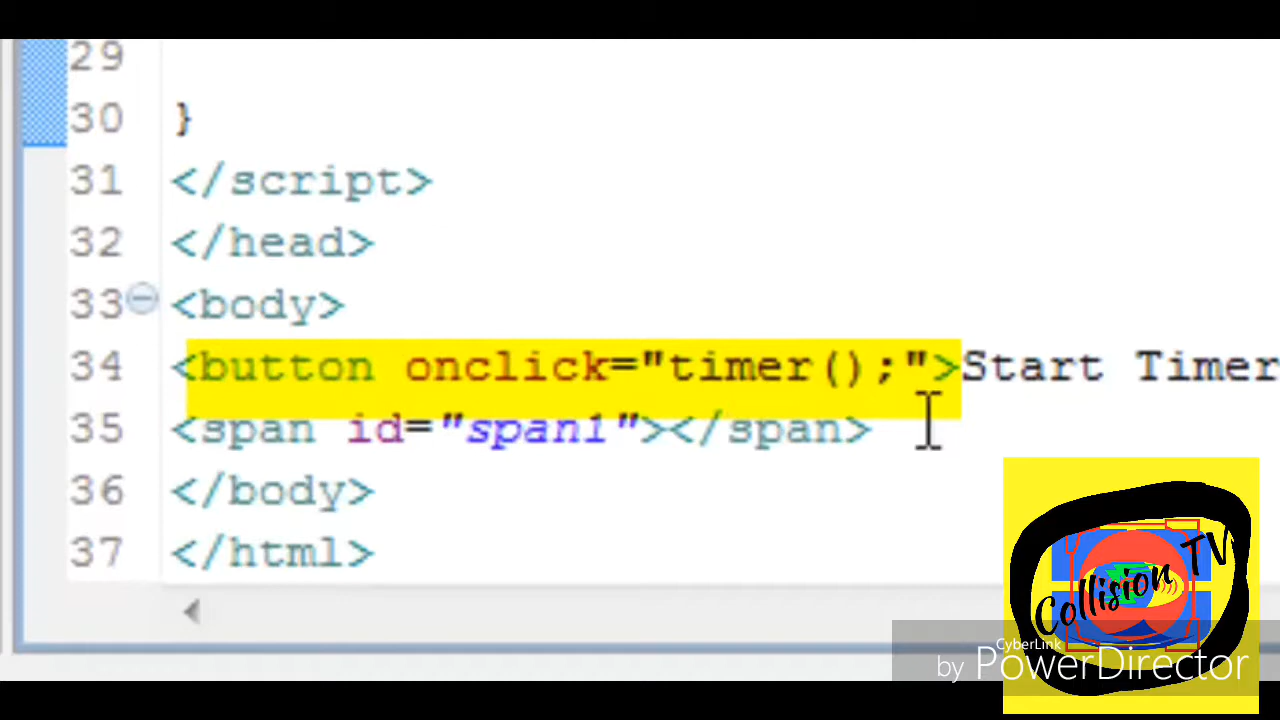 29
30 }
31 </script>
32 </head>
33 <body>
34 <button onclick="timer();">Start Timer
35 <span id="span1"></span>
36 </body>
37 </html>
Collision TV
CyberLink
by PowerDirector